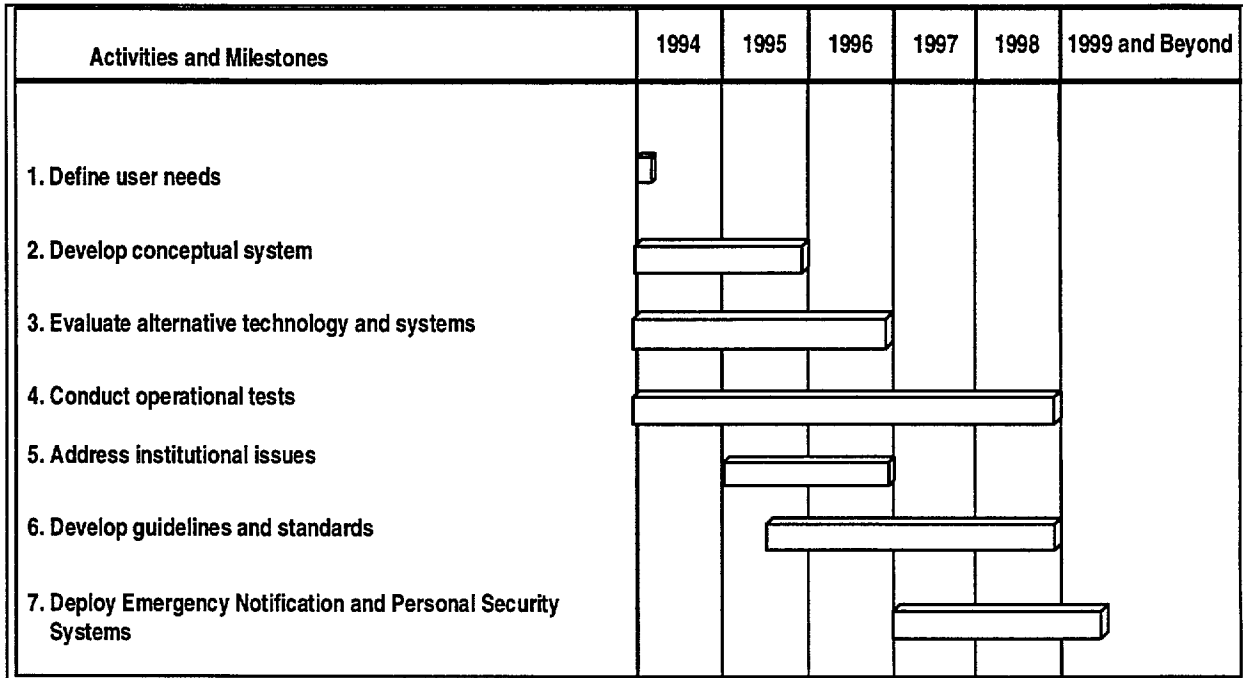 Activities and Milestones 1994 1995 1996 1997 1998 1999 and Beyond
1. Define user needs
2. Develop conceptual system
3. Evaluate alternative technology and systems
4. Conduct operational tests
5. Address institutional issues
6. Develop guidelines and standards
7. Deploy Emergency Notification and Personal Security
Systems